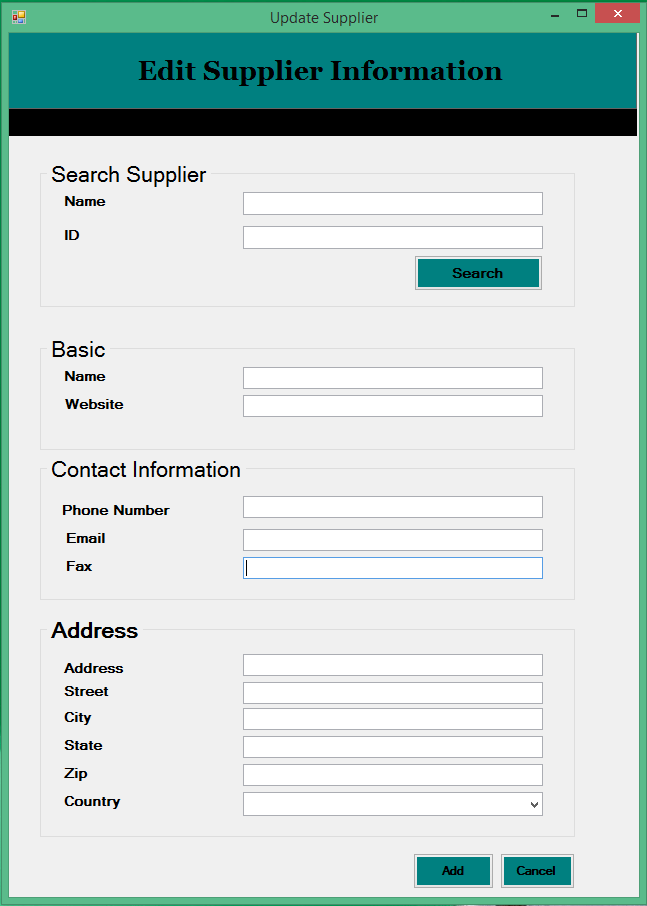 Update Supplier
Edit Supplier Information
Search Supplier
Name
ID
Search
Basic
Name
Website
Contact Information
Phone Number
Email
Fax
Address
Address
Street
City
State
Zip
Country
Add Cancel